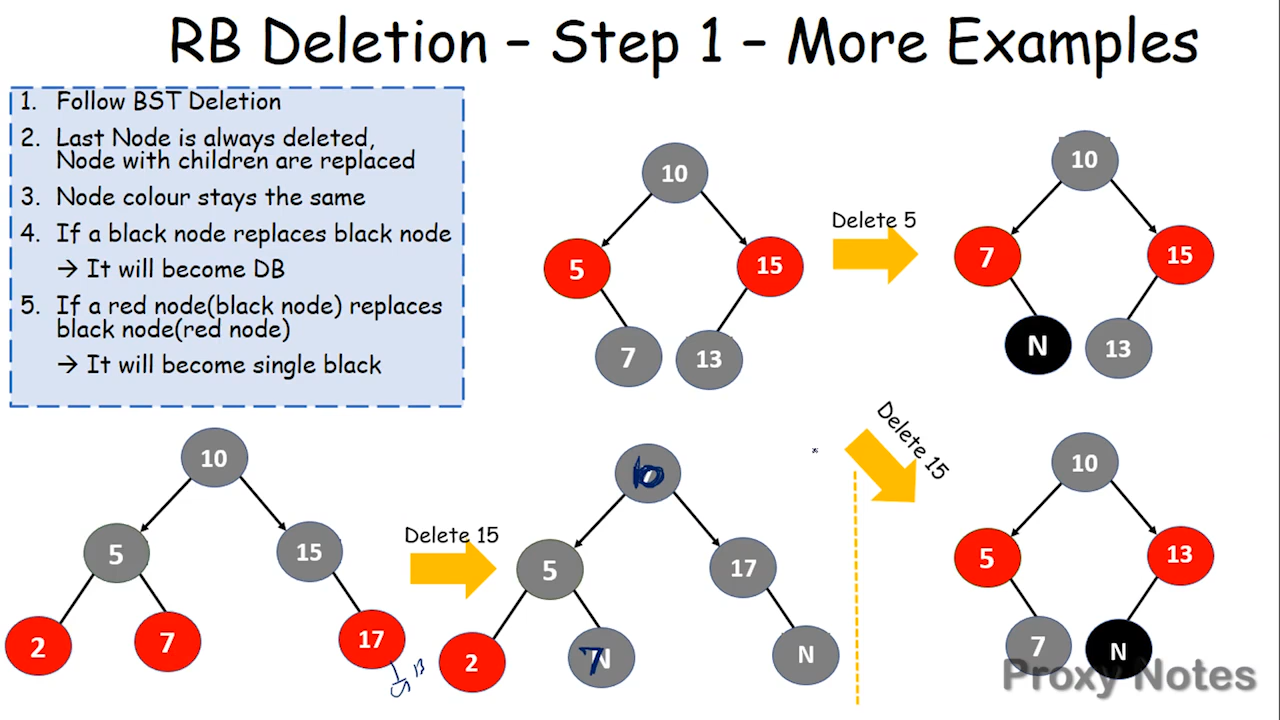 RB Deletion – Step 1 – More Examples
1. Follow BST Deletion
2. Last Node is always deleted,
Node with children are replaced
3. Node colour stays the same
4. If a black node replaces black node
→ It will become DB
5. If a red node(black node) replaces
black node(red node)
→ It will become single black
10
5
15
7
13
Delete 5
10
7
15
N
13
10
5
15
2
7
17
Delete 15
10
5
17
2
7
N
Delete 15
10
5
13
7
N
Proxy Notes